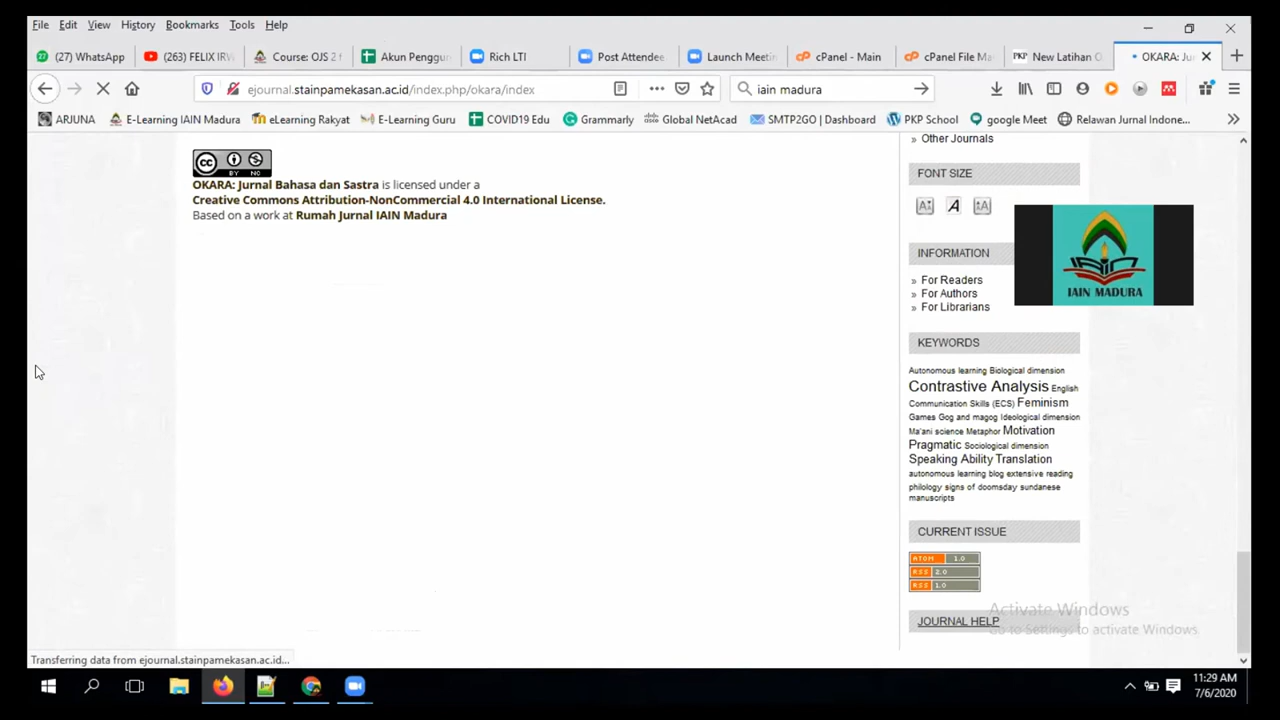 File Edit View History Bookmarks Tools Help
(27) WhatsApp
(263) FELIX IRV
Course: OJS 2 f
Akun Penggun
Rich LTI
Post Attendee
Launch Meetin
cPanel - Main
cPanel File Ma
PKP New Latihan O
OKARA: Ju
ejournal.stainpamekasan.ac.id/index.php/okara/index
iain madura
ARJUNA E-Learning IAIN Madura eLearning Rakyat E-Learning Guru COVID19 Edu Grammarly Global NetAcad SMTP2GO | Dashboard PKP School google Meet Relawan Jurnal Indone...
CC BY NC
OKARA: Jurnal Bahasa dan Sastra is licensed under a
Creative Commons Attribution-NonCommercial 4.0 International License.
Based on a work at Rumah Jurnal IAIN Madura
» Other Journals
FONT SIZE
A A A
INFORMATION
» For Readers
» For Authors
» For Librarians
IAIN MADURA
KEYWORDS
Autonomous learning Biological dimension
Contrastive Analysis English
Communication Skills (ECS) Feminism
Games Gog and magog Ideological dimension
Ma'ani science Metaphor Motivation
Pragmatic Sociological dimension
Speaking Ability Translation
autonomous learning blog extensive reading
philology signs of doomsday sundanese
manuscripts
CURRENT ISSUE
ATOM 1.0
RSS 2.0
RSS 1.0
JOURNAL HELP
Activate Windows
Go to Settings to activate Windows.
Transferring data from ejournal.stainpamekasan.ac.id...
11:29 AM
7/6/2020